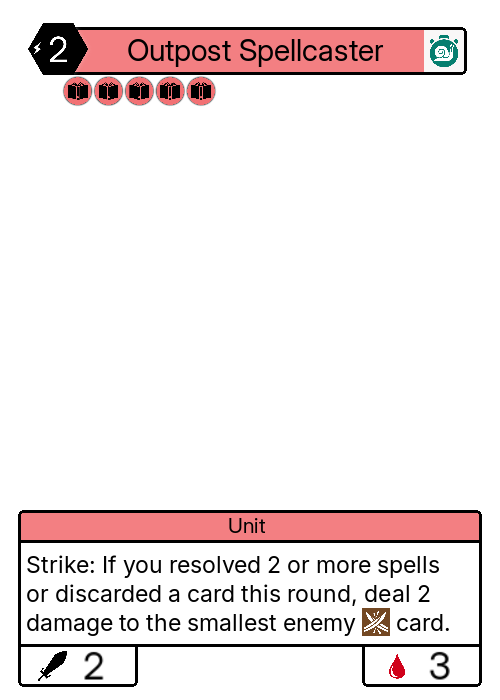 2 Outpost Spellcaster
Unit
Strike: If you resolved 2 or more spells
or discarded a card this round, deal 2
damage to the smallest enemy card.
2 3